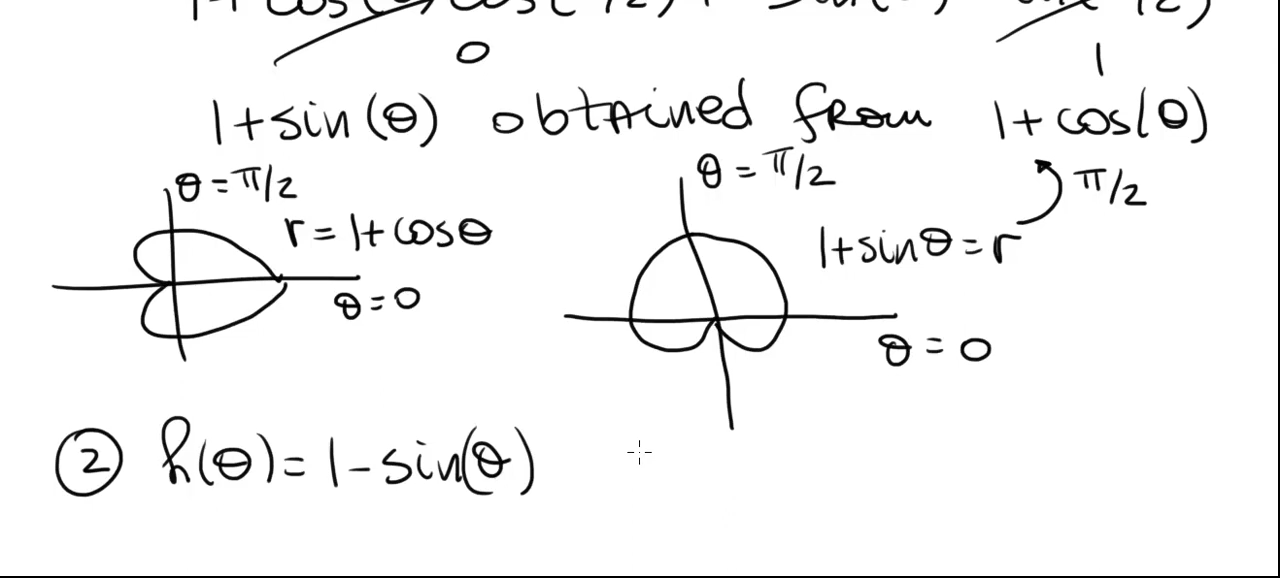 0
1
1+sin(θ) obtained from 1+cos(θ)
θ=π/2 θ=π/2 π/2
r=1+cosθ 1+sinθ=r
θ=0 θ=0
② h(θ)=1-sin(θ)